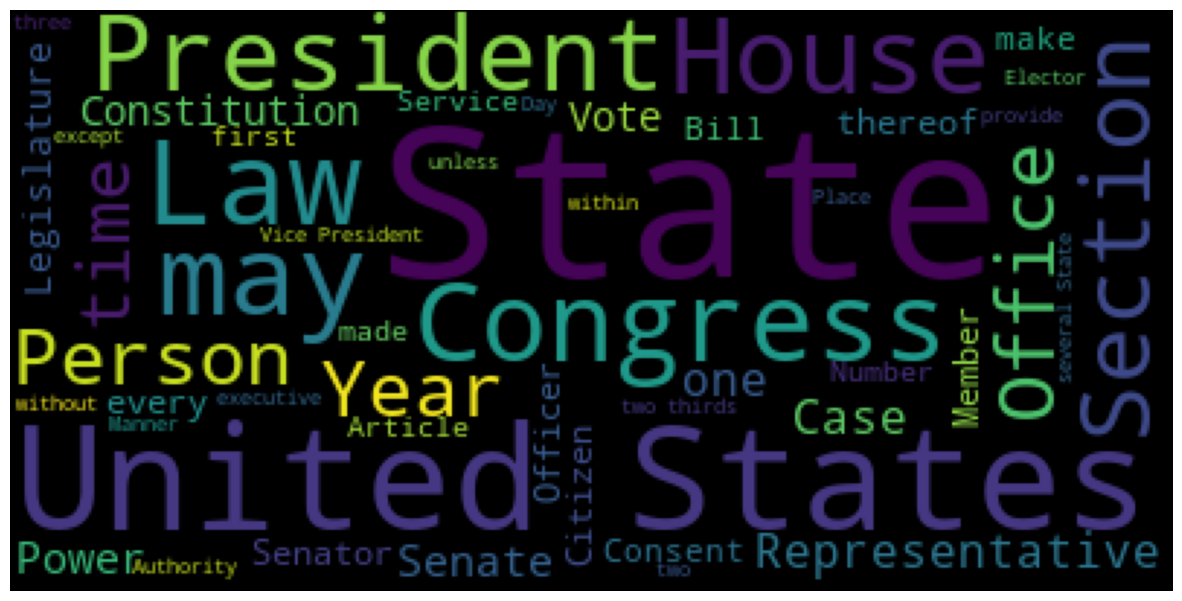 three
President
House
make
Elector
Legislature
Constitution
Service
Day
Vote
Bill
thereof
provide
Section
except
first
time
Law
State
unless
within
Place
Office
Vice President
may
several State
Congress
made
Person
Year
one
Number
Member
without
every
executive
Manner
Article
Officer
two thirds
Case
United States
Citizen
Power
Authority
Senator
Senate
Consent
two
Representative